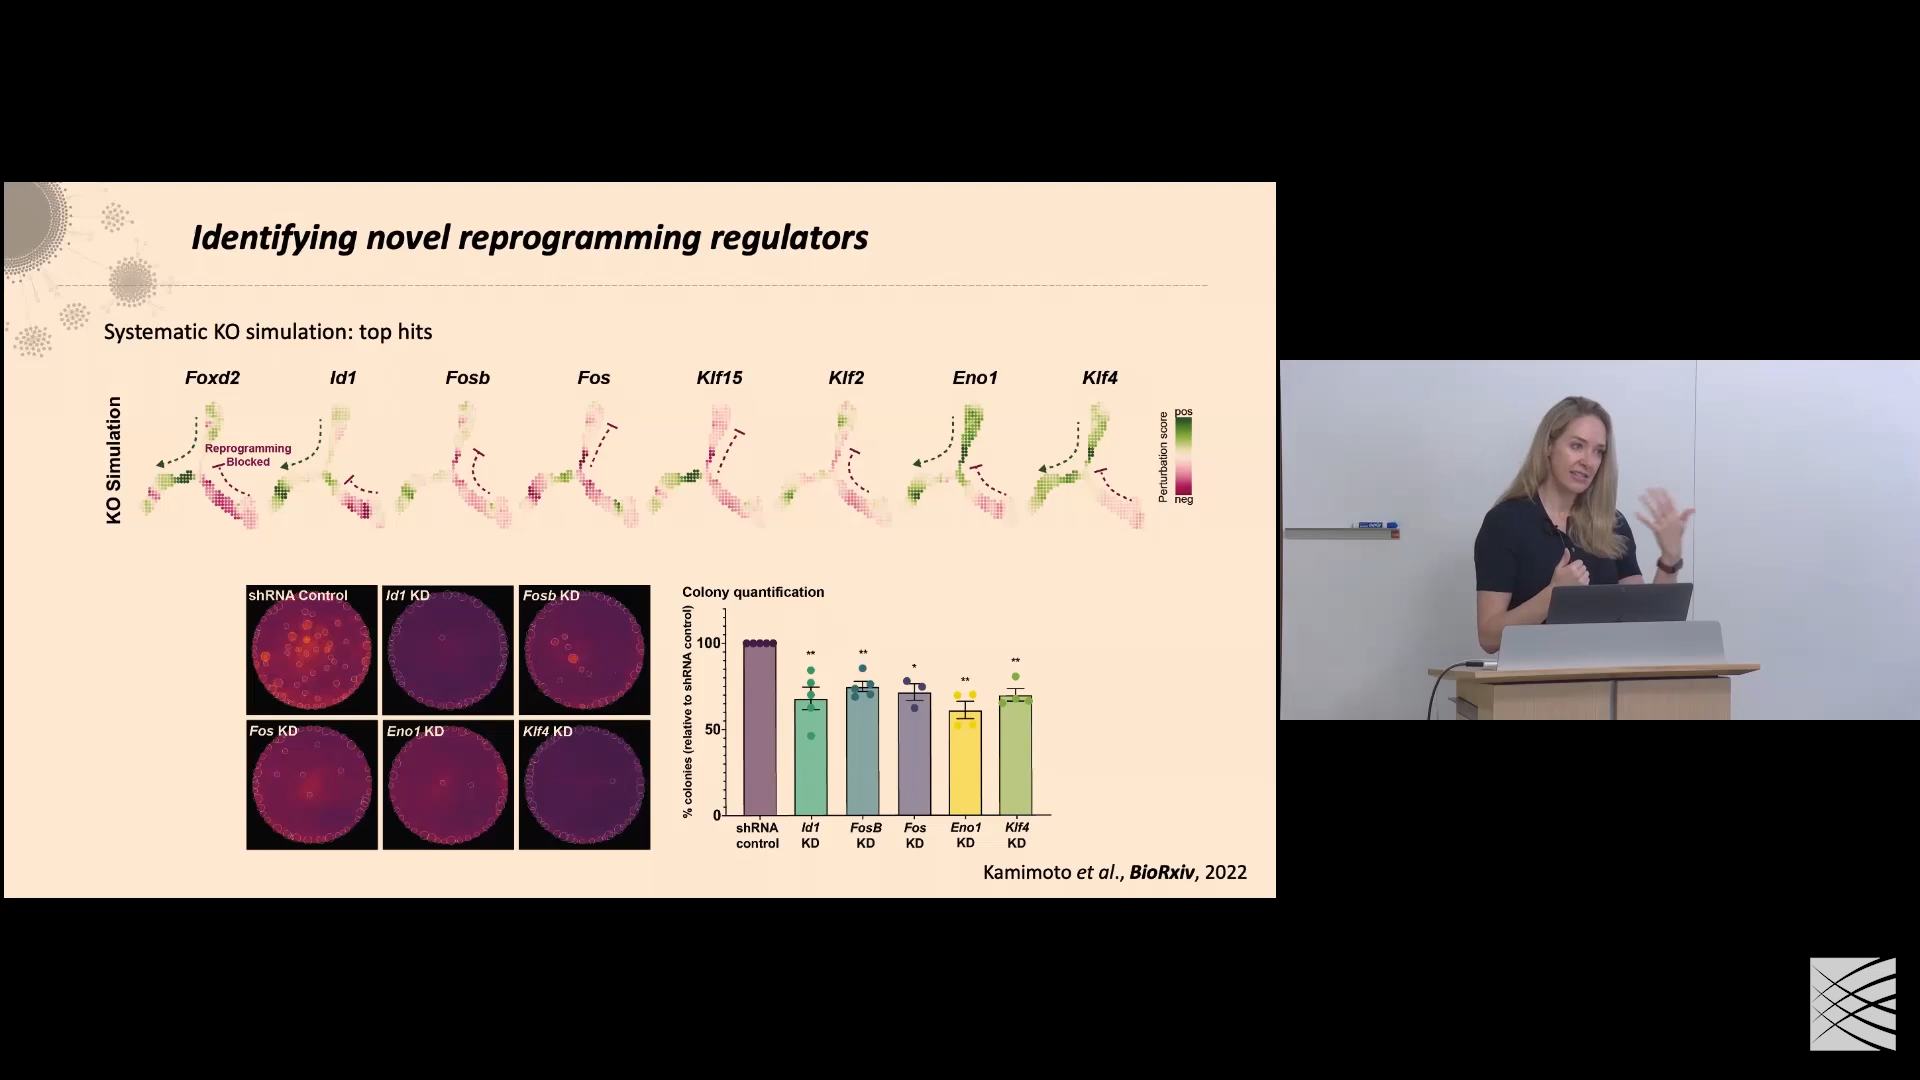 Identifying novel reprogramming regulators
Systematic KO simulation: top hits
Foxd2 Id1 Fosb Fos Klf15 Klf2 Eno1 Klf4
KO Simulation
Reprogramming
Blocked
Perturbation score
pos
neg
shRNA Control Id1 KD Fosb KD
Fos KD Eno1 KD Klf4 KD
Colony quantification
% colonies (relative to shRNA control)
100
50
0
** ** * ** **
shRNA control
Id1 KD
FosB KD
Fos KD
Eno1 KD
Klf4 KD
Kamimoto et al., BioRxiv, 2022